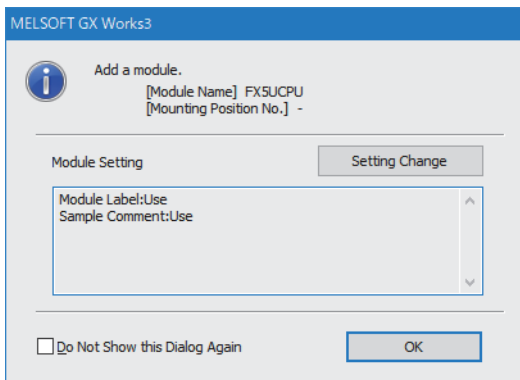 MELSOFT GX Works3
Add a module.
[Module Name] FX5UCPU
[Mounting Position No.] -
Module Setting
Setting Change
Module Label:Use
Sample Comment:Use
Do Not Show this Dialog Again
OK